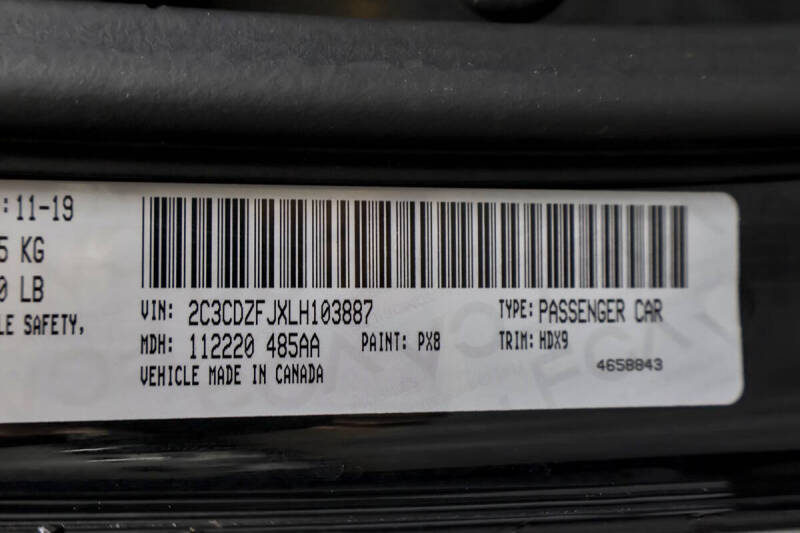 : 11-19
5 KG
0 LB
LE SAFETY,
VIN: 2C3CDZFJXLH103887
TYPE: PASSENGER CAR
MDH: 112220 485AA
PAINT: PX8
TRIM: HDX9
VEHICLE MADE IN CANADA
4658843